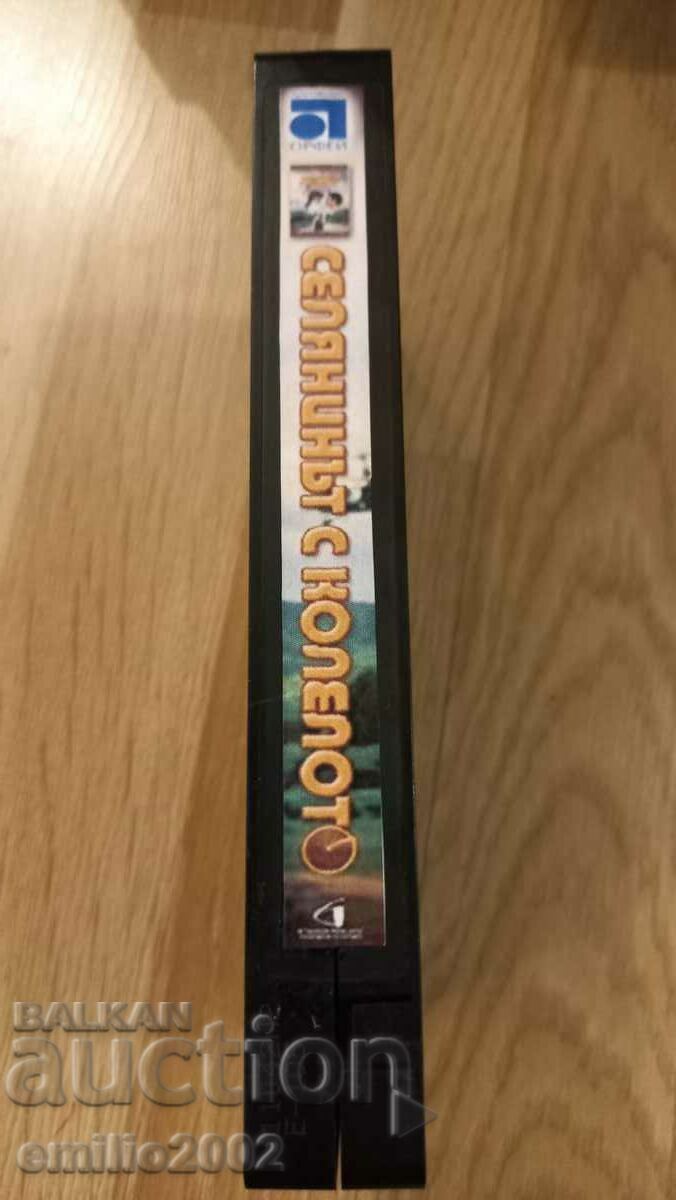 ОРФЕЙ
СЕЛЯНИНЪТ С КОЛЕЛОТО
BALKAN
auction
emilio2002